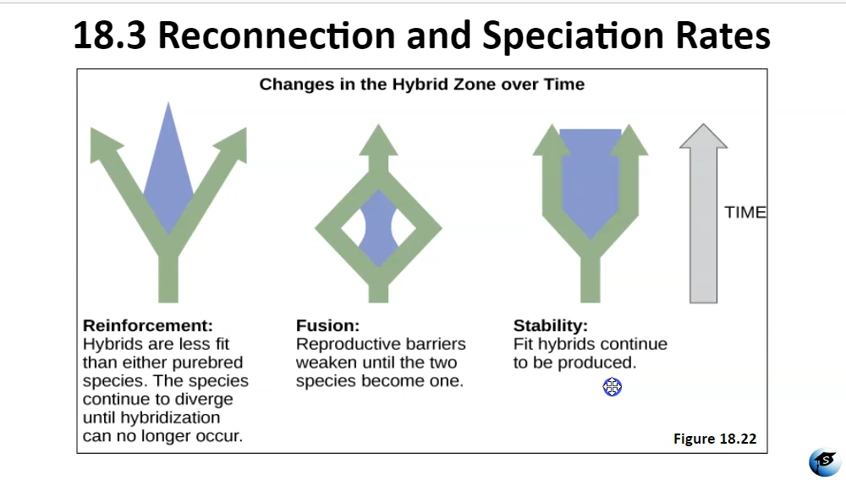 18.3 Reconnection and Speciation Rates
Changes in the Hybrid Zone over Time
TIME
Reinforcement:
Hybrids are less fit
than either purebred
species. The species
continue to diverge
until hybridization
can no longer occur.
Fusion:
Reproductive barriers
weaken until the two
species become one.
Stability:
Fit hybrids continue
to be produced.
Figure 18.22
S